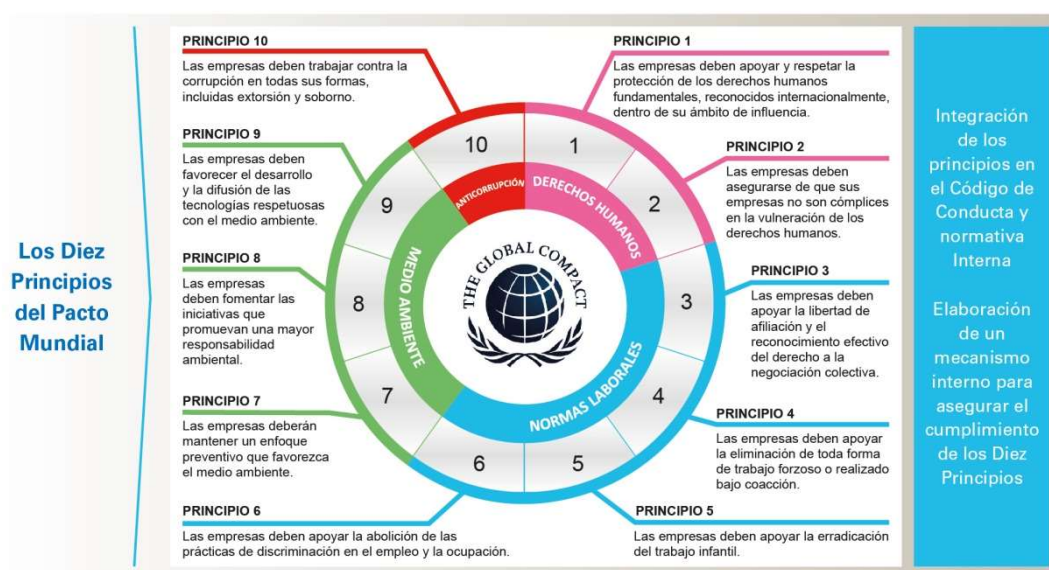 Los Diez
Principios
del Pacto
Mundial
PRINCIPIO 10
Las empresas deben trabajar contra la
corrupción en todas sus formas,
incluidas extorsión y soborno.
PRINCIPIO 9
Las empresas deben
favorecer el desarrollo
y la difusión de las
tecnologías respetuosas
con el medio ambiente.
PRINCIPIO 8
Las empresas
deben fomentar las
iniciativas que
promuevan una mayor
responsabilidad
ambiental.
PRINCIPIO 7
Las empresas deberán
mantener un enfoque
preventivo que favorezca
el medio ambiente.
PRINCIPIO 6
Las empresas deben apoyar la abolición de las
prácticas de discriminación en el empleo y la ocupación.
10
1
2
3
4
5
6
7
8
9
ANTICORRUPCIÓN
DERECHOS HUMANOS
NORMAS LABORALES
MEDIO AMBIENTE
THE GLOBAL COMPACT
PRINCIPIO 1
Las empresas deben apoyar y respetar la
protección de los derechos humanos
fundamentales, reconocidos internacionalmente,
dentro de su ámbito de influencia.
PRINCIPIO 2
Las empresas deben
asegurarse de que sus
empresas no son cómplices
en la vulneración de los
derechos humanos.
PRINCIPIO 3
Las empresas deben
apoyar la libertad de
afiliación y el
reconocimiento efectivo
del derecho a la
negociación colectiva.
PRINCIPIO 4
Las empresas deben apoyar
la eliminación de toda forma
de trabajo forzoso o realizado
bajo coacción.
PRINCIPIO 5
Las empresas deben apoyar la erradicación
del trabajo infantil.
Integración
de los
principios en
el Código de
Conducta y
normativa
Interna
Elaboración
de un
mecanismo
interno para
asegurar el
cumplimiento
de los Diez
Principios